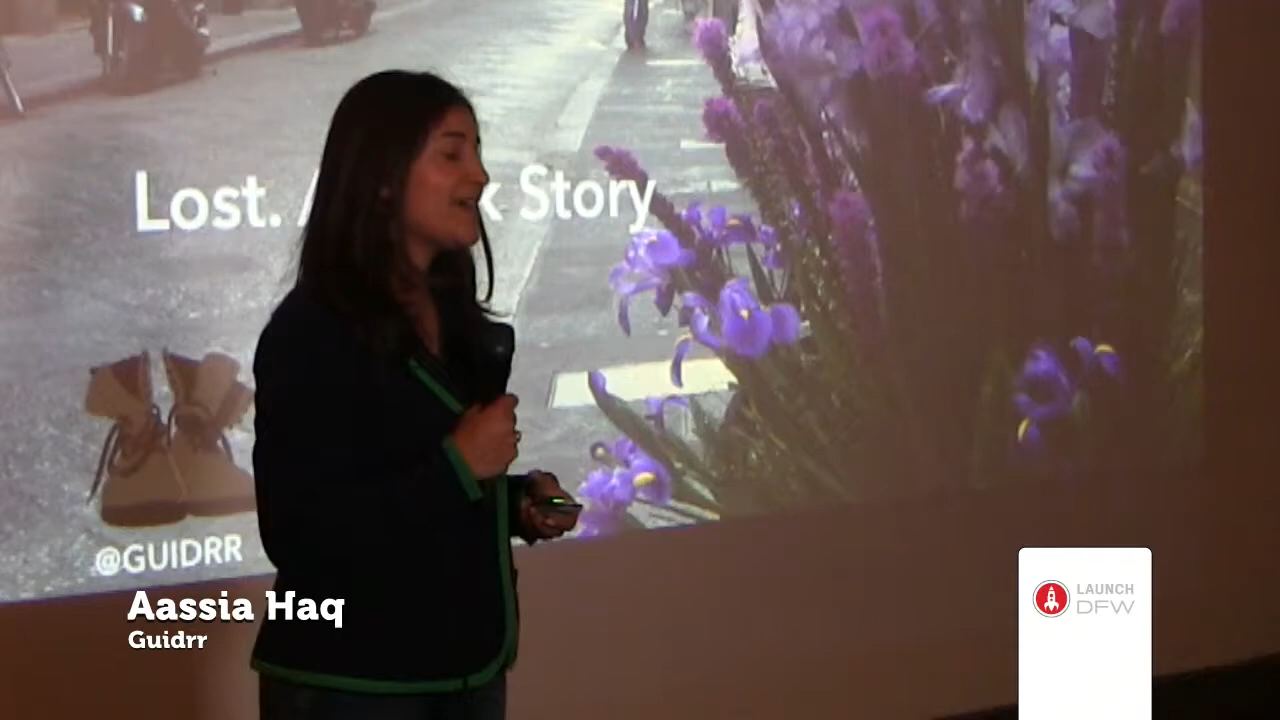 Lost. Story
@GUIDRR
Aassia Haq
Guidrr
LAUNCH
DFW